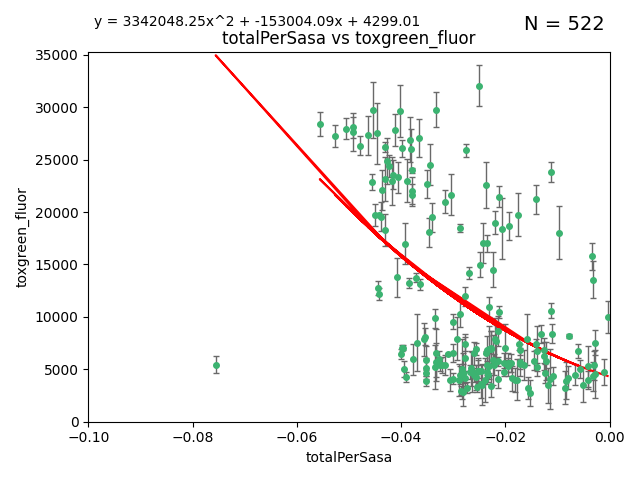 y = 3342048.25x^2 + -153004.09x + 4299.01
N = 522
totalPerSasa vs toxgreen_fluor
35000
30000
25000
20000
15000
10000
5000
0
toxgreen_fluor
−0.10
−0.08
−0.06
−0.04
−0.02
0.00
totalPerSasa